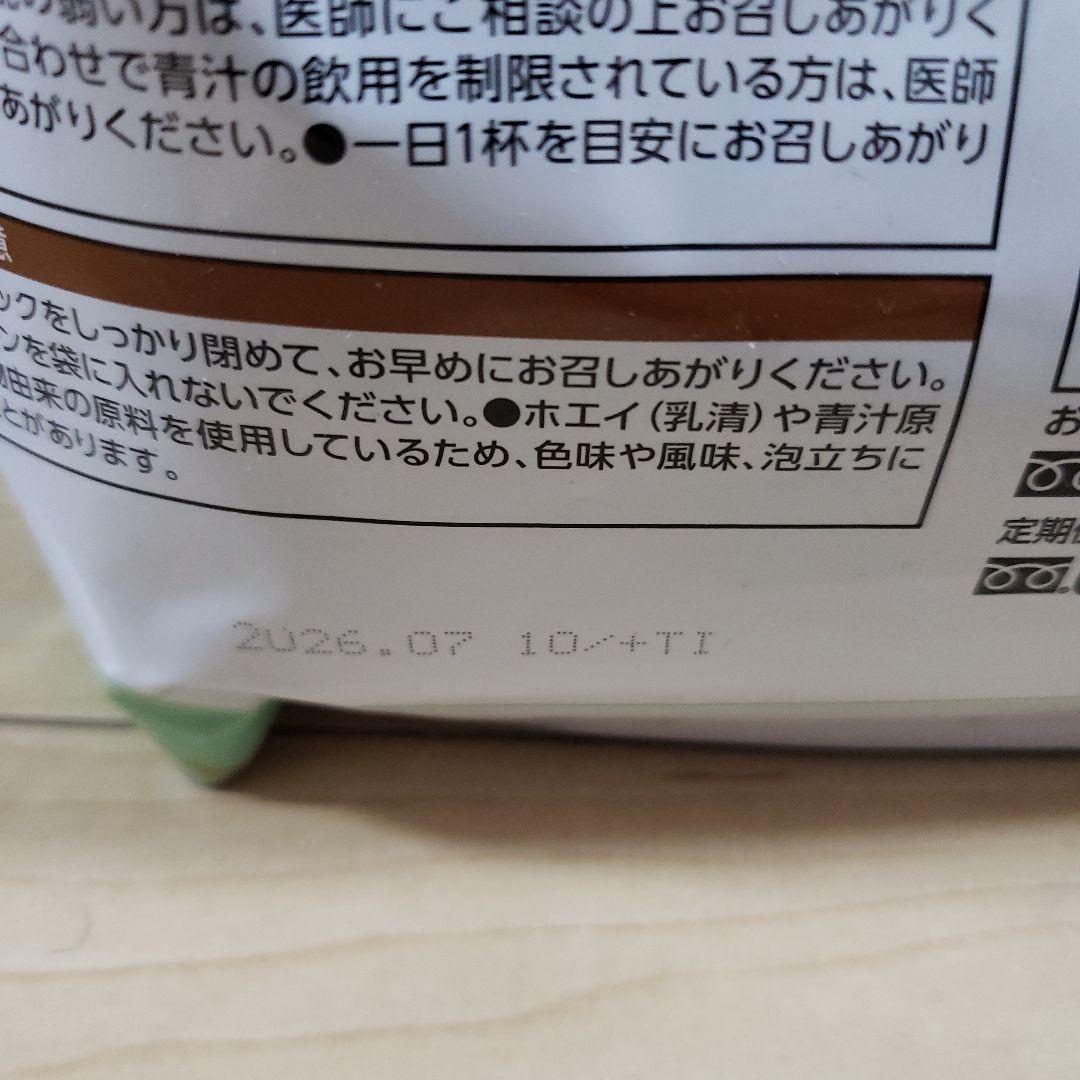 の弱い方は、医師にご相談の上お召しあがりく
合わせで青汁の飲用を制限されている方は、医師
あがりください。●一日1杯を目安にお召しあがり
意
ックをしっかり閉めて、お早めにお召しあがりください。
ンを袋に入れないでください。●ホエイ（乳清）や青汁原
由来の原料を使用しているため、色味や風味、泡立ちに
とがあります。
2026.07 10/+TI
お
定期